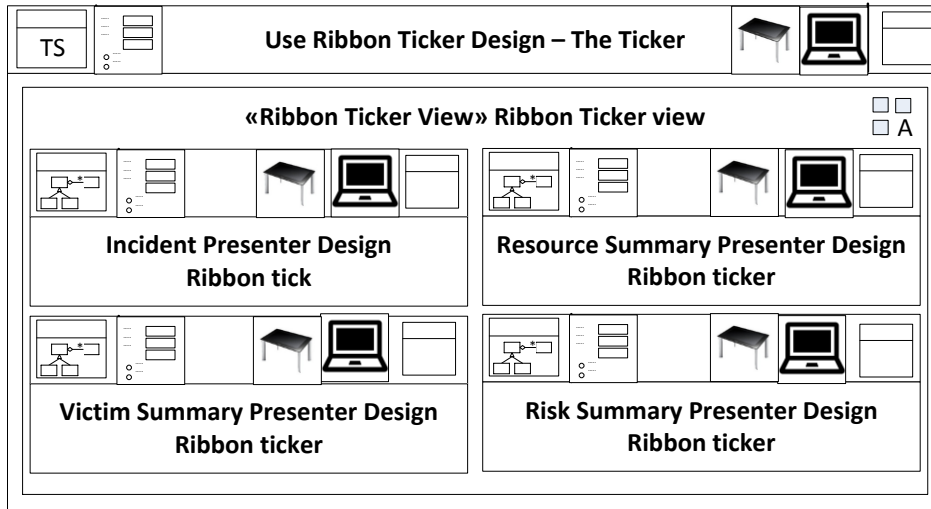 TS
Use Ribbon Ticker Design – The Ticker
«Ribbon Ticker View» Ribbon Ticker view
A
Incident Presenter Design
Ribbon tick
Resource Summary Presenter Design
Ribbon ticker
Victim Summary Presenter Design
Ribbon ticker
Risk Summary Presenter Design
Ribbon ticker